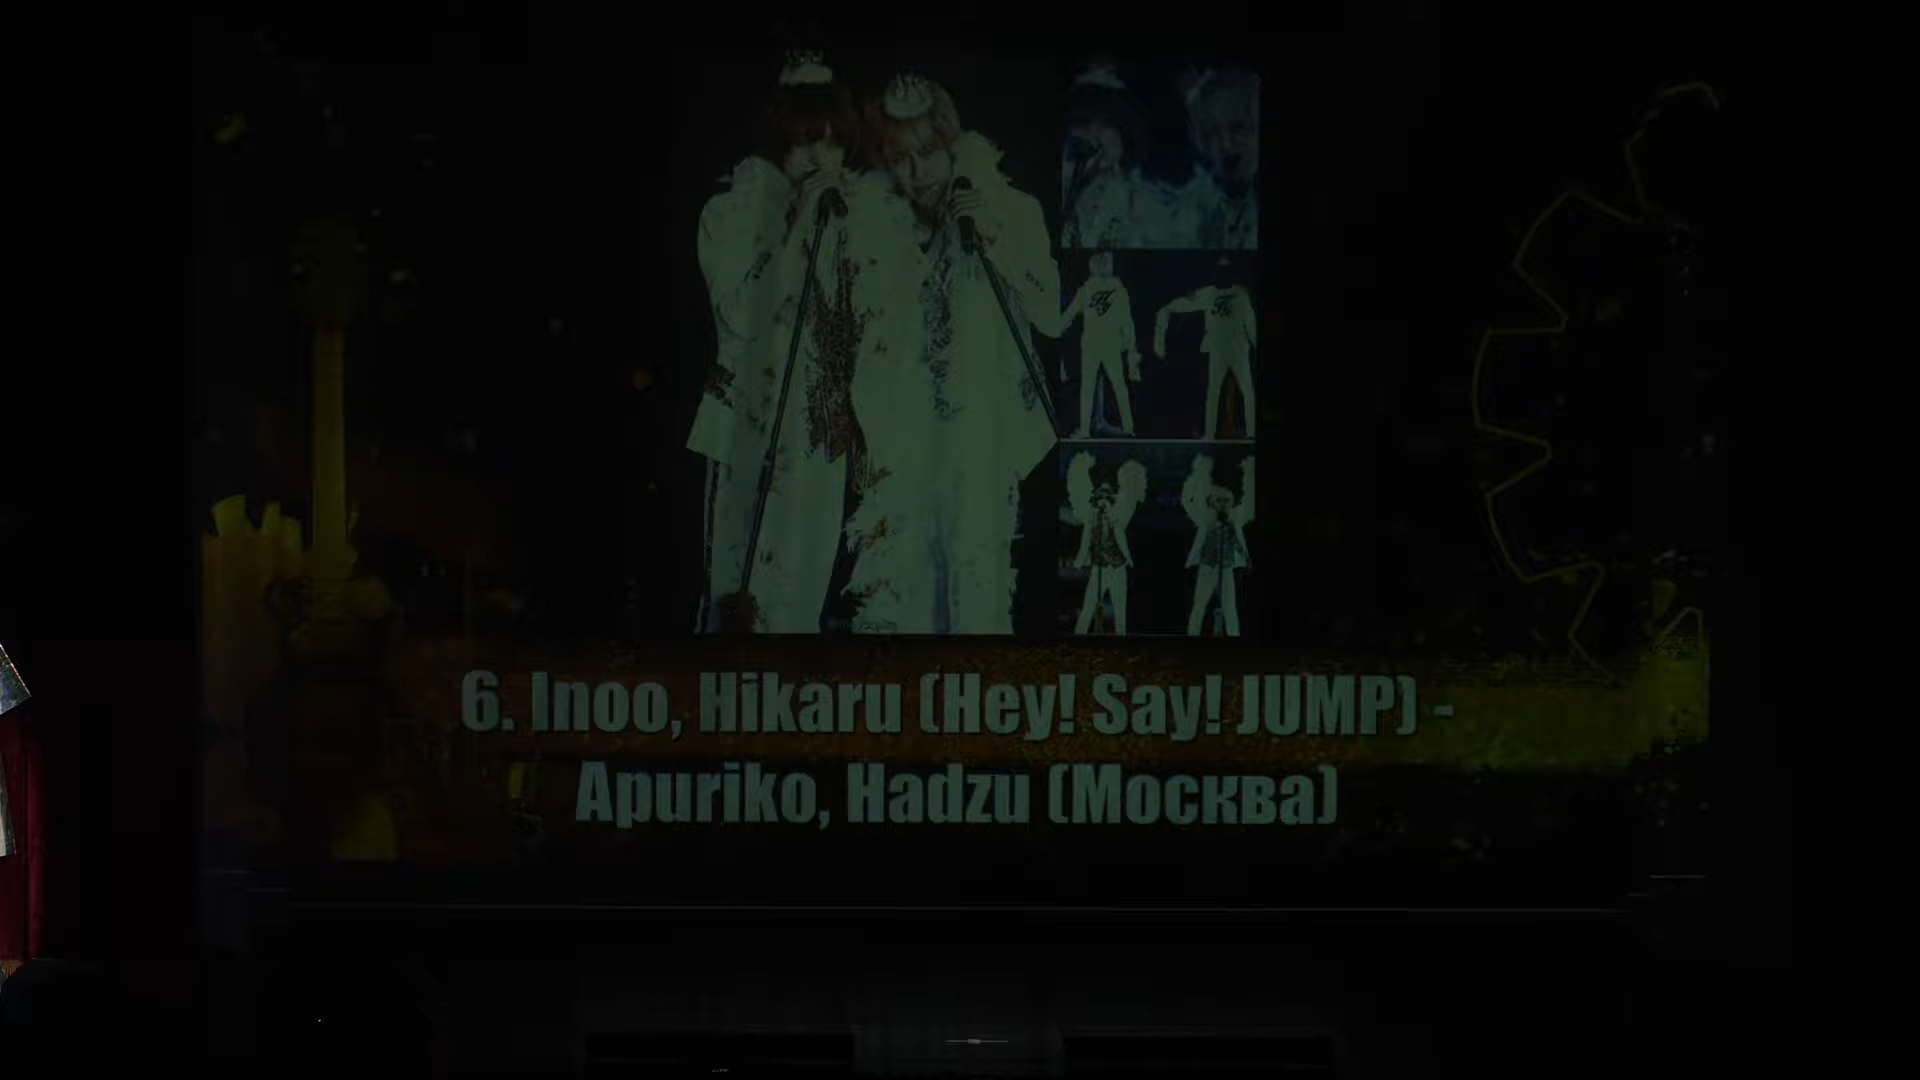 6. Inoo, Hikaru (Hey! Say! JUMP) -
Apuriko, Hadzu (Москва)